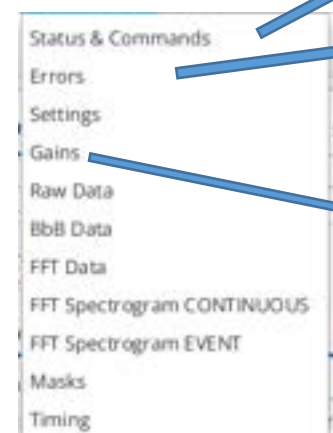 Status & Commands
Errors
Settings
Gains
Raw Data
BbB Data
FFT Data
FFT Spectrogram CONTINUOUS
FFT Spectrogram EVENT
Masks
Timing